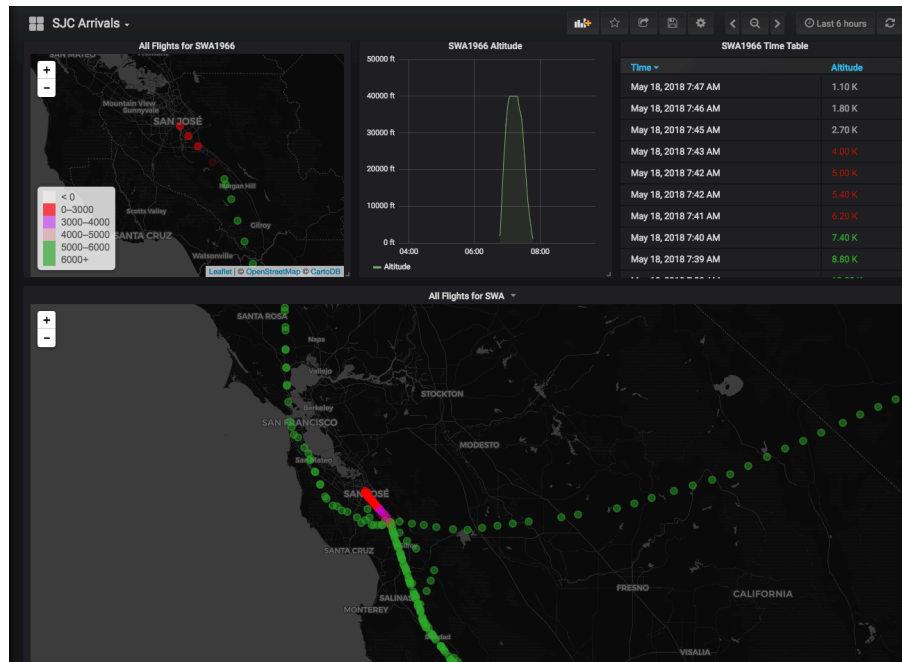 SJC Arrivals
Last 6 hours
All Flights for SWA1966
+
−
SAN MATEO
Mountain View
Sunnyvale
SAN JOSÉ
Morgan Hill
Scotts Valley
Gilroy
SANTA CRUZ
Watsonville
< 0
0–3000
3000–4000
4000–5000
5000–6000
6000+
Leaflet | © OpenStreetMap © CartoDB
SWA1966 Altitude
50000 ft
40000 ft
30000 ft
20000 ft
10000 ft
0 ft
04:00 06:00 08:00
Altitude
SWA1966 Time Table
Time Altitude
May 18, 2018 7:47 AM 1.10 K
May 18, 2018 7:46 AM 1.80 K
May 18, 2018 7:45 AM 2.70 K
May 18, 2018 7:43 AM 4.00 K
May 18, 2018 7:42 AM 5.00 K
May 18, 2018 7:42 AM 5.40 K
May 18, 2018 7:41 AM 6.20 K
May 18, 2018 7:40 AM 7.40 K
May 18, 2018 7:39 AM 8.80 K
All Flights for SWA
+
−
SANTA ROSA
Napa
Vallejo
Berkeley
SAN FRANCISCO
STOCKTON
MODESTO
San Mateo
SAN JOSÉ
SANTA CRUZ
Gilroy
SALINAS
MONTEREY
Soledad
FRESNO
CALIFORNIA
VISALIA